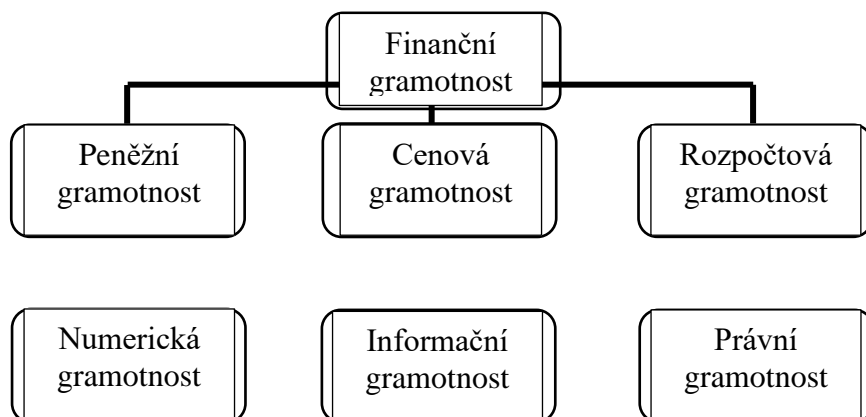 Finanční
gramotnost
Peněžní
gramotnost
Cenová
gramotnost
Rozpočtová
gramotnost
Numerická
gramotnost
Informační
gramotnost
Právní
gramotnost